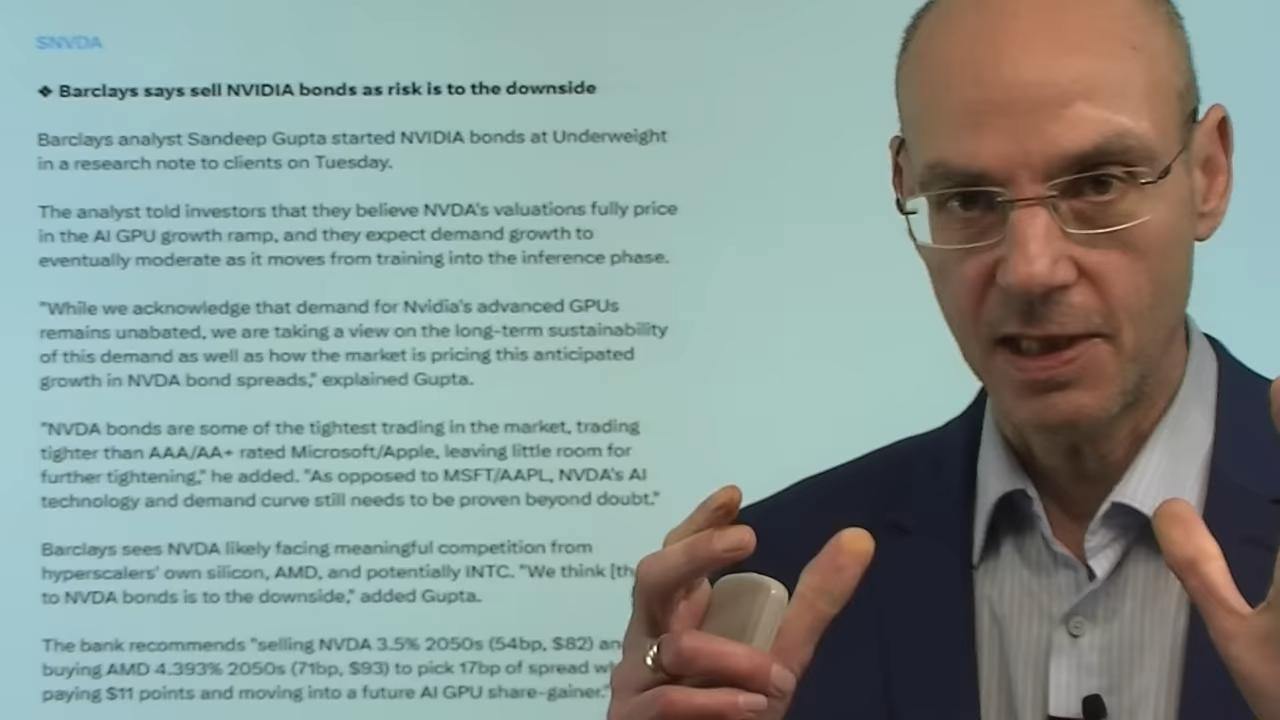 $NVDA
❖ Barclays says sell NVIDIA bonds as risk is to the downside
Barclays analyst Sandeep Gupta started NVIDIA bonds at Underweight
in a research note to clients on Tuesday.
The analyst told investors that they believe NVDA's valuations fully price
in the AI GPU growth ramp, and they expect demand growth to
eventually moderate as it moves from training into the inference phase.
"While we acknowledge that demand for Nvidia's advanced GPUs
remains unabated, we are taking a view on the long-term sustainability
of this demand as well as how the market is pricing this anticipated
growth in NVDA bond spreads," explained Gupta.
"NVDA bonds are some of the tightest trading in the market, trading
tighter than AAA/AA+ rated Microsoft/Apple, leaving little room for
further tightening," he added. "As opposed to MSFT/AAPL, NVDA's AI
technology and demand curve still needs to be proven beyond doubt."
Barclays sees NVDA likely facing meaningful competition from
hyperscalers' own silicon, AMD, and potentially INTC. "We think
to NVDA bonds is to the downside," added Gupta.
The bank recommends "selling NVDA 3.5% 2050s (54bp, $82)
buying AMD 4.393% 2050s (71bp, $93) to pick 17bp of spread
paying $11 points and moving into a future AI GPU share-gainer."